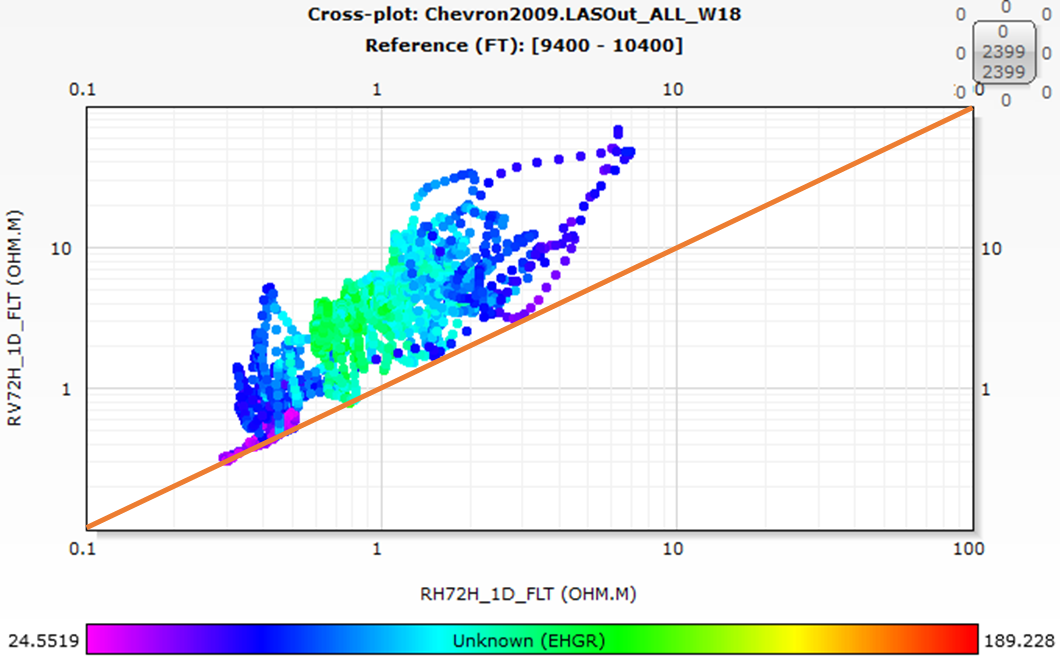 Cross-plot: Chevron2009.LASOut_ALL_W18
Reference (FT): [9400 - 10400]
0 0 0
0
0 2399 0
2399
0 0 0
0.1 1 10 0
10 10
1 1
RV72H_1D_FLT (OHM.M)
0.1 1 10 100
RH72H_1D_FLT (OHM.M)
24.5519 Unknown (EHGR) 189.228